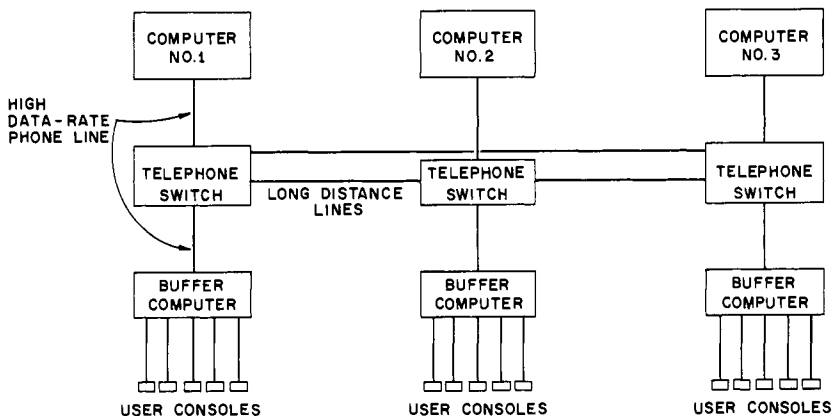 COMPUTER
NO.1
COMPUTER
NO.2
COMPUTER
NO.3
HIGH
DATA-RATE
PHONE LINE
TELEPHONE
SWITCH
LONG DISTANCE
LINES
TELEPHONE
SWITCH
TELEPHONE
SWITCH
BUFFER
COMPUTER
BUFFER
COMPUTER
BUFFER
COMPUTER
USER CONSOLES
USER CONSOLES
USER CONSOLES